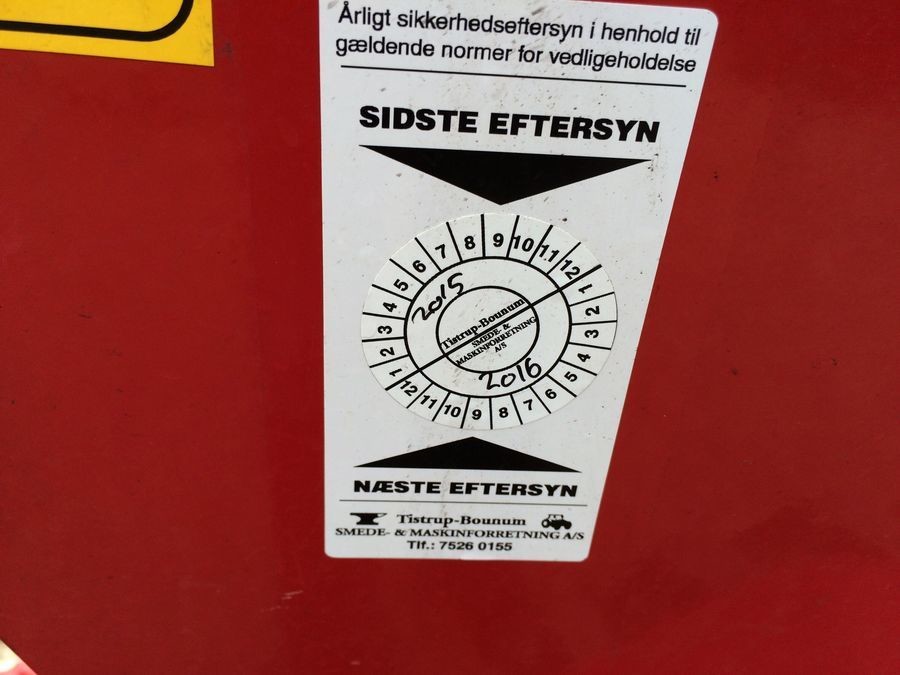 Årligt sikkerhedseftersyn i henhold til
gældende normer for vedligeholdelse
SIDSTE EFTERSYN
1 2 3 4 5 6 7 8 9 10 11 12
2015
Tistrup-Bounum
SMEDE- &
MASKINFORRETNING
A/S
2016
1 2 3 4 5 6 7 8 9 10 11 12
NÆSTE EFTERSYN
Tistrup-Bounum
SMEDE- & MASKINFORRETNING A/S
Tlf.: 7526 0155